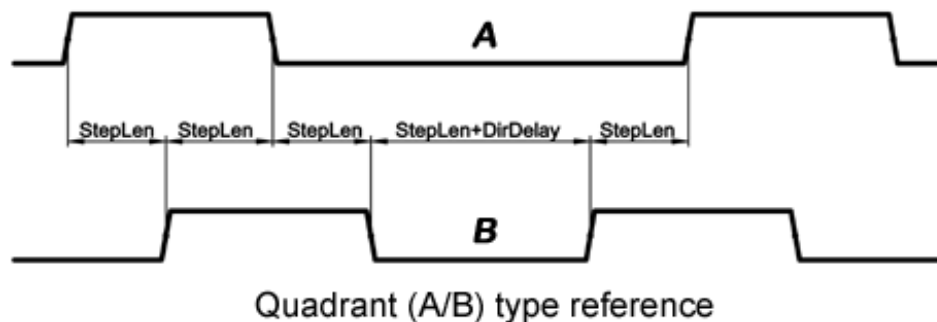 A
StepLen StepLen StepLen StepLen+DirDelay StepLen
B
Quadrant (A/B) type reference